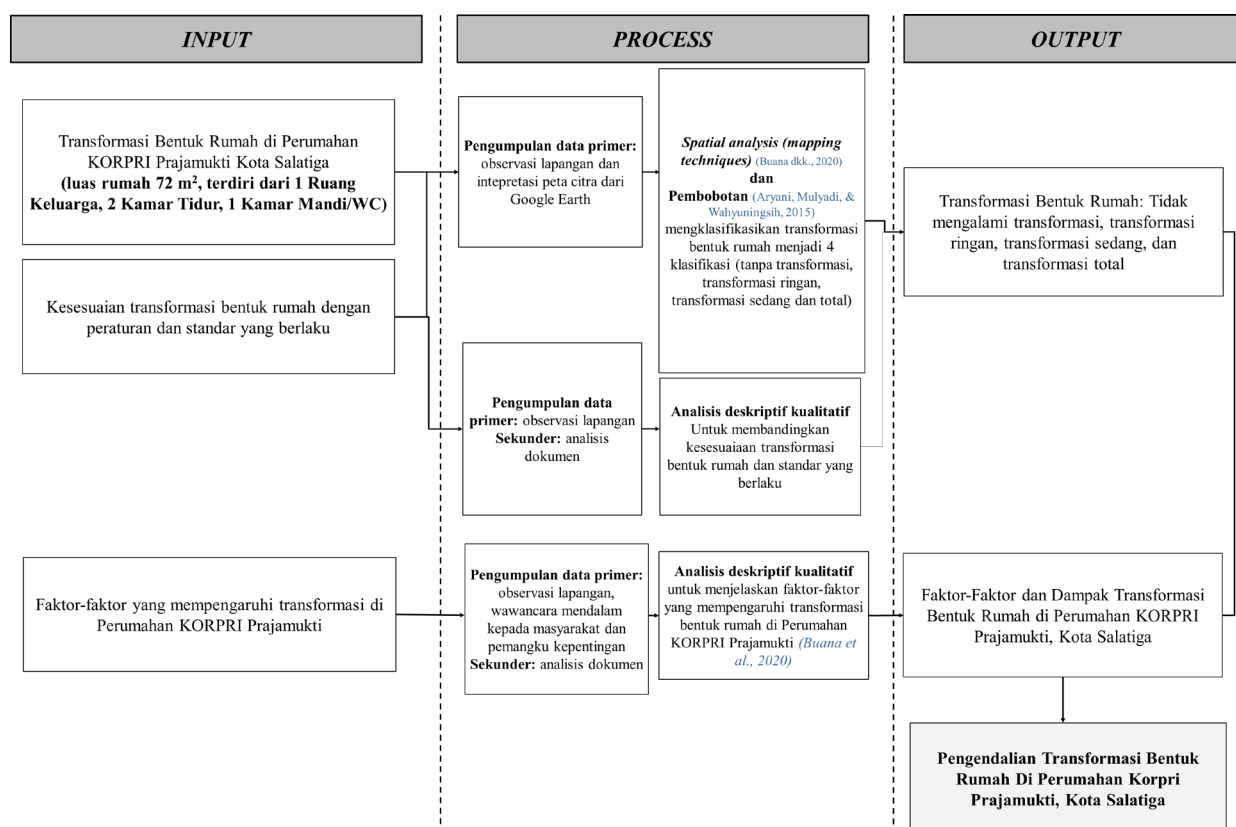 INPUT
PROCESS
OUTPUT
Transformasi Bentuk Rumah di Perumahan
KORPRI Prajamukti Kota Salatiga
(luas rumah 72 m², terdiri dari 1 Ruang
Keluarga, 2 Kamar Tidur, 1 Kamar Mandi/WC)
Kesesuaian transformasi bentuk rumah dengan
peraturan dan standar yang berlaku
Faktor-faktor yang mempengaruhi transformasi di
Perumahan KORPRI Prajamukti
Pengumpulan data primer:
observasi lapangan dan
intepretasi peta citra dari
Google Earth
Spatial analysis (mapping
techniques) (Buana dkk., 2020)
dan
Pembobotan (Aryani, Mulyadi, &
Wahyuningsih, 2015)
mengklasifikasikan transformasi
bentuk rumah menjadi 4
klasifikasi (tanpa transformasi,
transformasi ringan,
transformasi sedang dan total)
Pengumpulan data
primer: observasi lapangan
Sekunder: analisis
dokumen
Analisis deskriptif kualitatif
Untuk membandingkan
kesesuaiaan transformasi
bentuk rumah dan standar yang
berlaku
Pengumpulan data primer:
observasi lapangan,
wawancara mendalam
kepada masyarakat dan
pemangku kepentingan
Sekunder: analisis dokumen
Analisis deskriptif kualitatif
untuk menjelaskan faktor-faktor
yang mempengaruhi transformasi
bentuk rumah di Perumahan
KORPRI Prajamukti (Buana et
al., 2020)
Transformasi Bentuk Rumah: Tidak
mengalami transformasi, transformasi
ringan, transformasi sedang, dan
transformasi total
Faktor-Faktor dan Dampak Transformasi
Bentuk Rumah di Perumahan KORPRI
Prajamukti, Kota Salatiga
Pengendalian Transformasi Bentuk
Rumah Di Perumahan Korpri
Prajamukti, Kota Salatiga